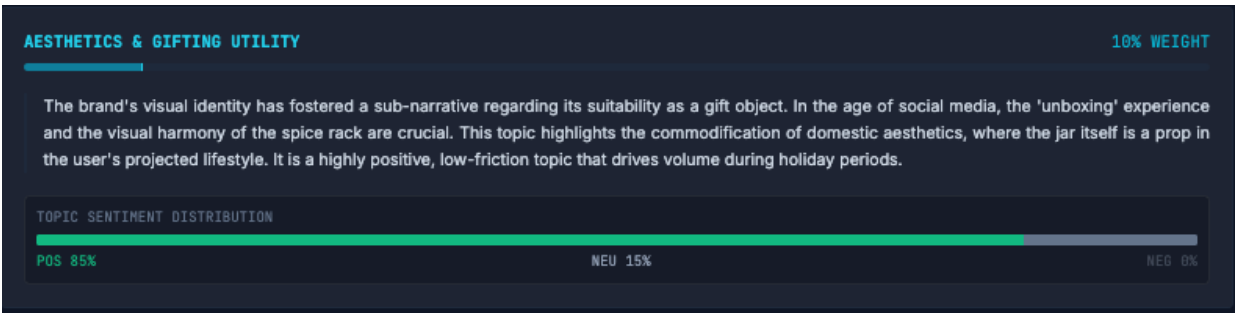 AESTHETICS & GIFTING UTILITY
10% WEIGHT
The brand's visual identity has fostered a sub-narrative regarding its suitability as a gift object. In the age of social media, the 'unboxing' experience
and the visual harmony of the spice rack are crucial. This topic highlights the commodification of domestic aesthetics, where the jar itself is a prop in
the user's projected lifestyle. It is a highly positive, low-friction topic that drives volume during holiday periods.
TOPIC SENTIMENT DISTRIBUTION
POS 85%
NEU 15%
NEG 0%